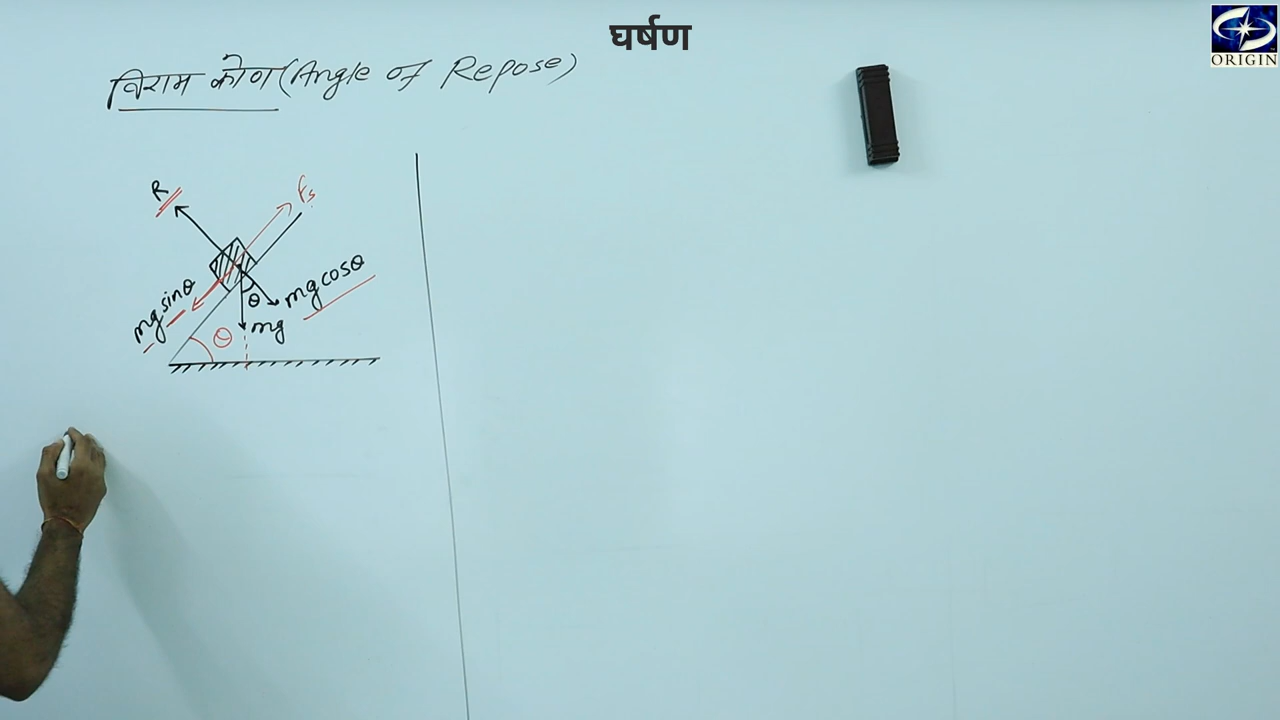 घर्षण
ORIGIN
विराम कोण (Angle of Repose)
R
Fs
mg sinθ
θ
mg cosθ
mg
θ